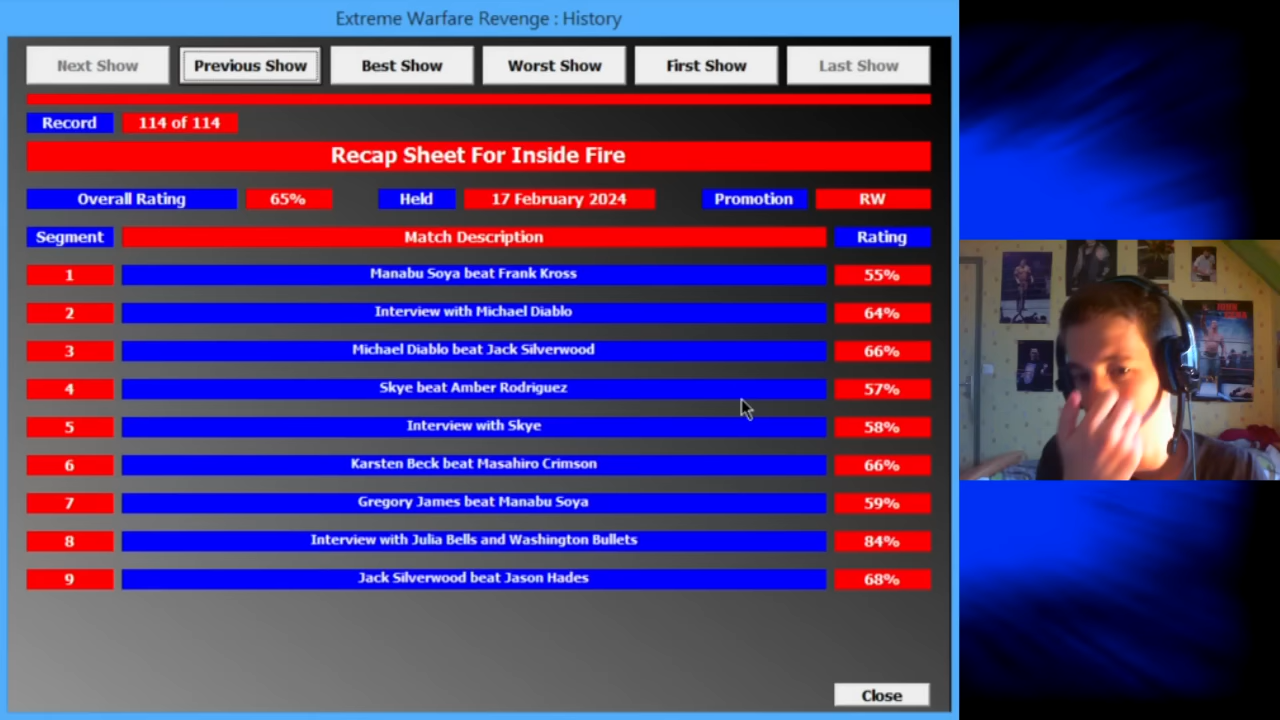 Extreme Warfare Revenge : History
Next Show Previous Show Best Show Worst Show First Show Last Show
Record 114 of 114
Recap Sheet For Inside Fire
Overall Rating 65% Held 17 February 2024 Promotion RW
Segment Match Description Rating
1 Manabu Soya beat Frank Kross 55%
2 Interview with Michael Diablo 64%
3 Michael Diablo beat Jack Silverwood 66%
4 Skye beat Amber Rodriguez 57%
5 Interview with Skye 58%
6 Karsten Beck beat Masahiro Crimson 66%
7 Gregory James beat Manabu Soya 59%
8 Interview with Julia Bells and Washington Bullets 84%
9 Jack Silverwood beat Jason Hades 68%
Close